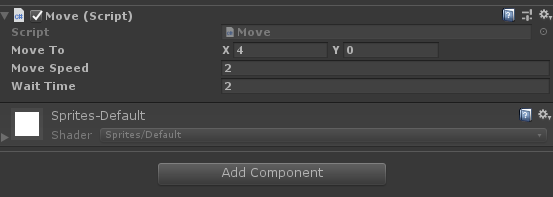 Move (Script)
Script Move
Move To X 4 Y 0
Move Speed 2
Wait Time 2
Sprites-Default
Shader Sprites/Default
Add Component